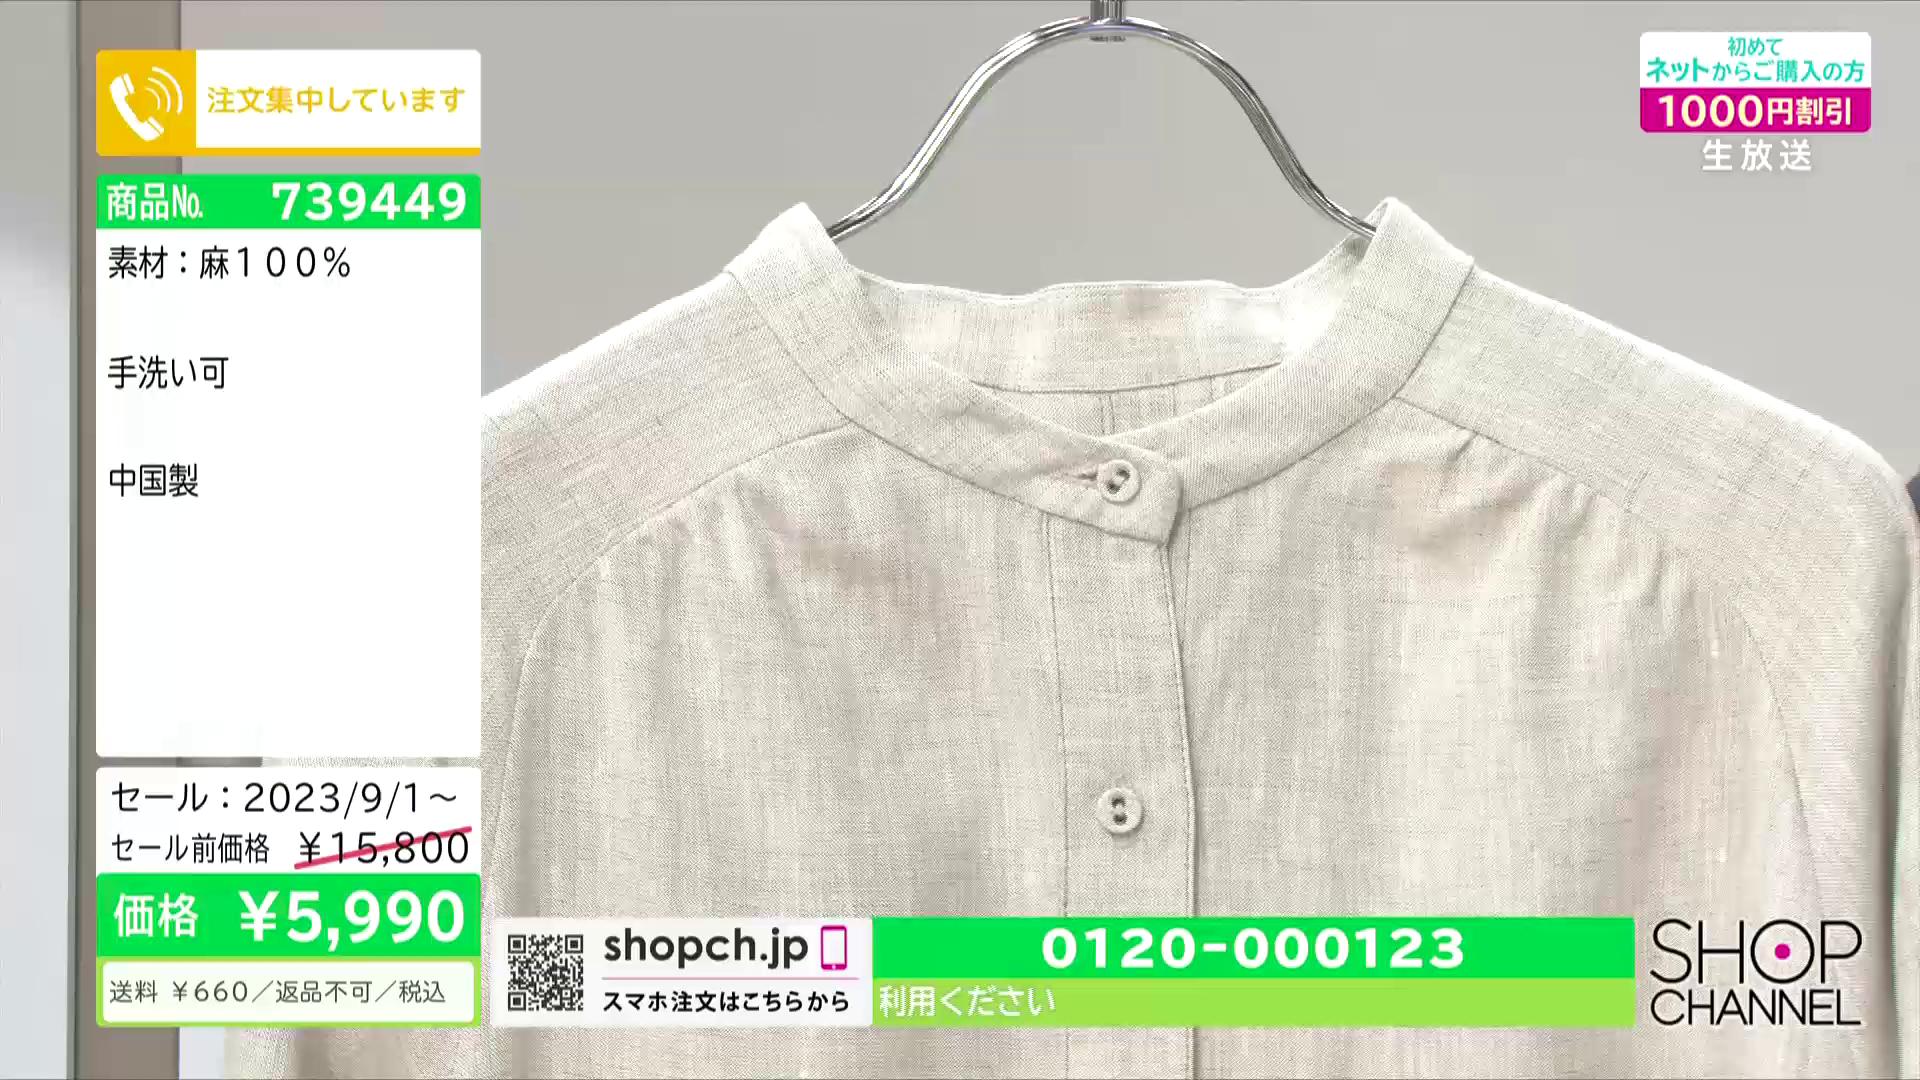 注文集中しています
商品No. 739449
素材：麻１００％
手洗い可
中国製
セール：2023/9/1～
セール前価格 ¥15,800
価格 ¥5,990
送料 ¥660／返品不可／税込
初めて
ネットからご購入の方
1000円割引
生放送
shopch.jp
スマホ注文はこちらから
0120-000123
利用ください
SHOP
CHANNEL